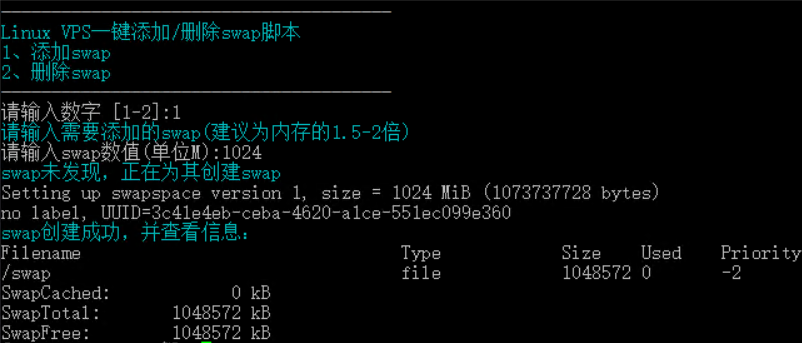 Linux VPS一键添加/删除swap脚本
1、添加swap
2、删除swap
请输入数字 [1-2]:1
请输入需要添加的swap(建议为内存的1.5-2倍)
请输入swap数值(单位M):1024
swap未发现，正在为其创建swap
Setting up swapspace version 1, size = 1024 MiB (1073737728 bytes)
no label, UUID=3c41e4eb-ceba-4620-a1ce-551ec099e360
swap创建成功，并查看信息：
Filename Type Size Used Priority
/swap file 1048572 0 -2
SwapCached: 0 kB
SwapTotal: 1048572 kB
SwapFree: 1048572 kB